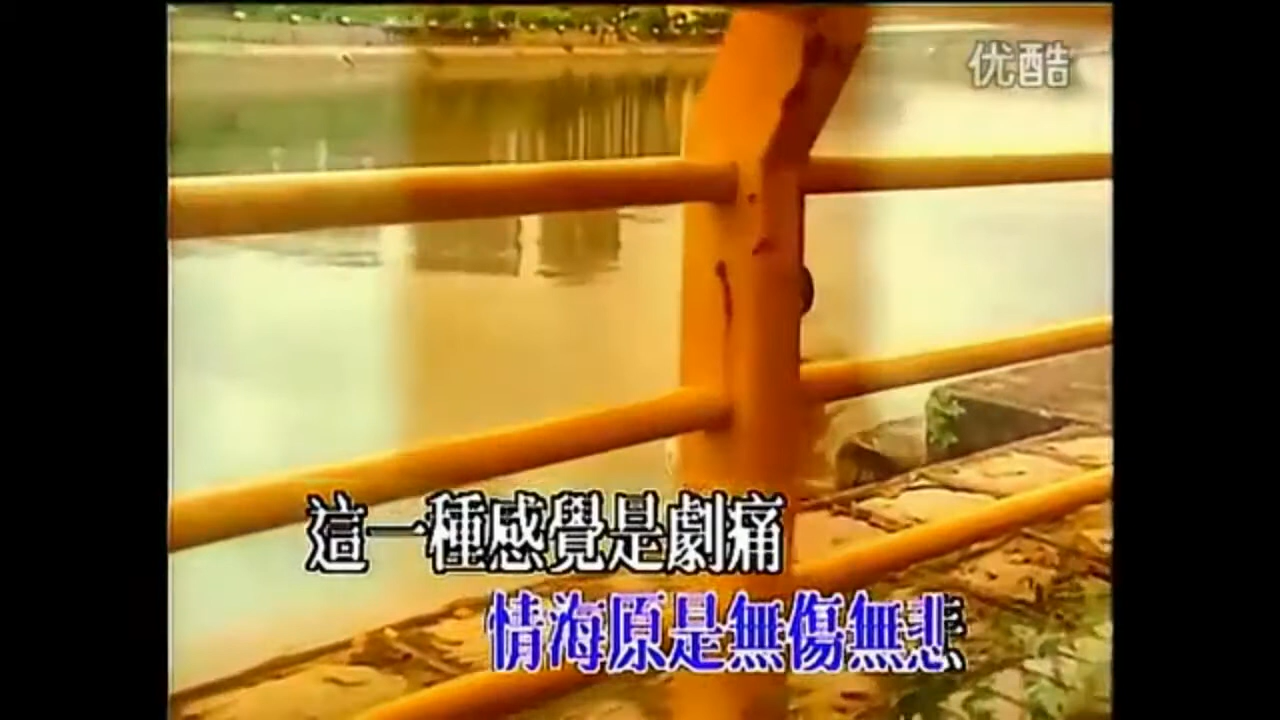 优酷
這一種感覺是劇痛
情海原是無傷無悲